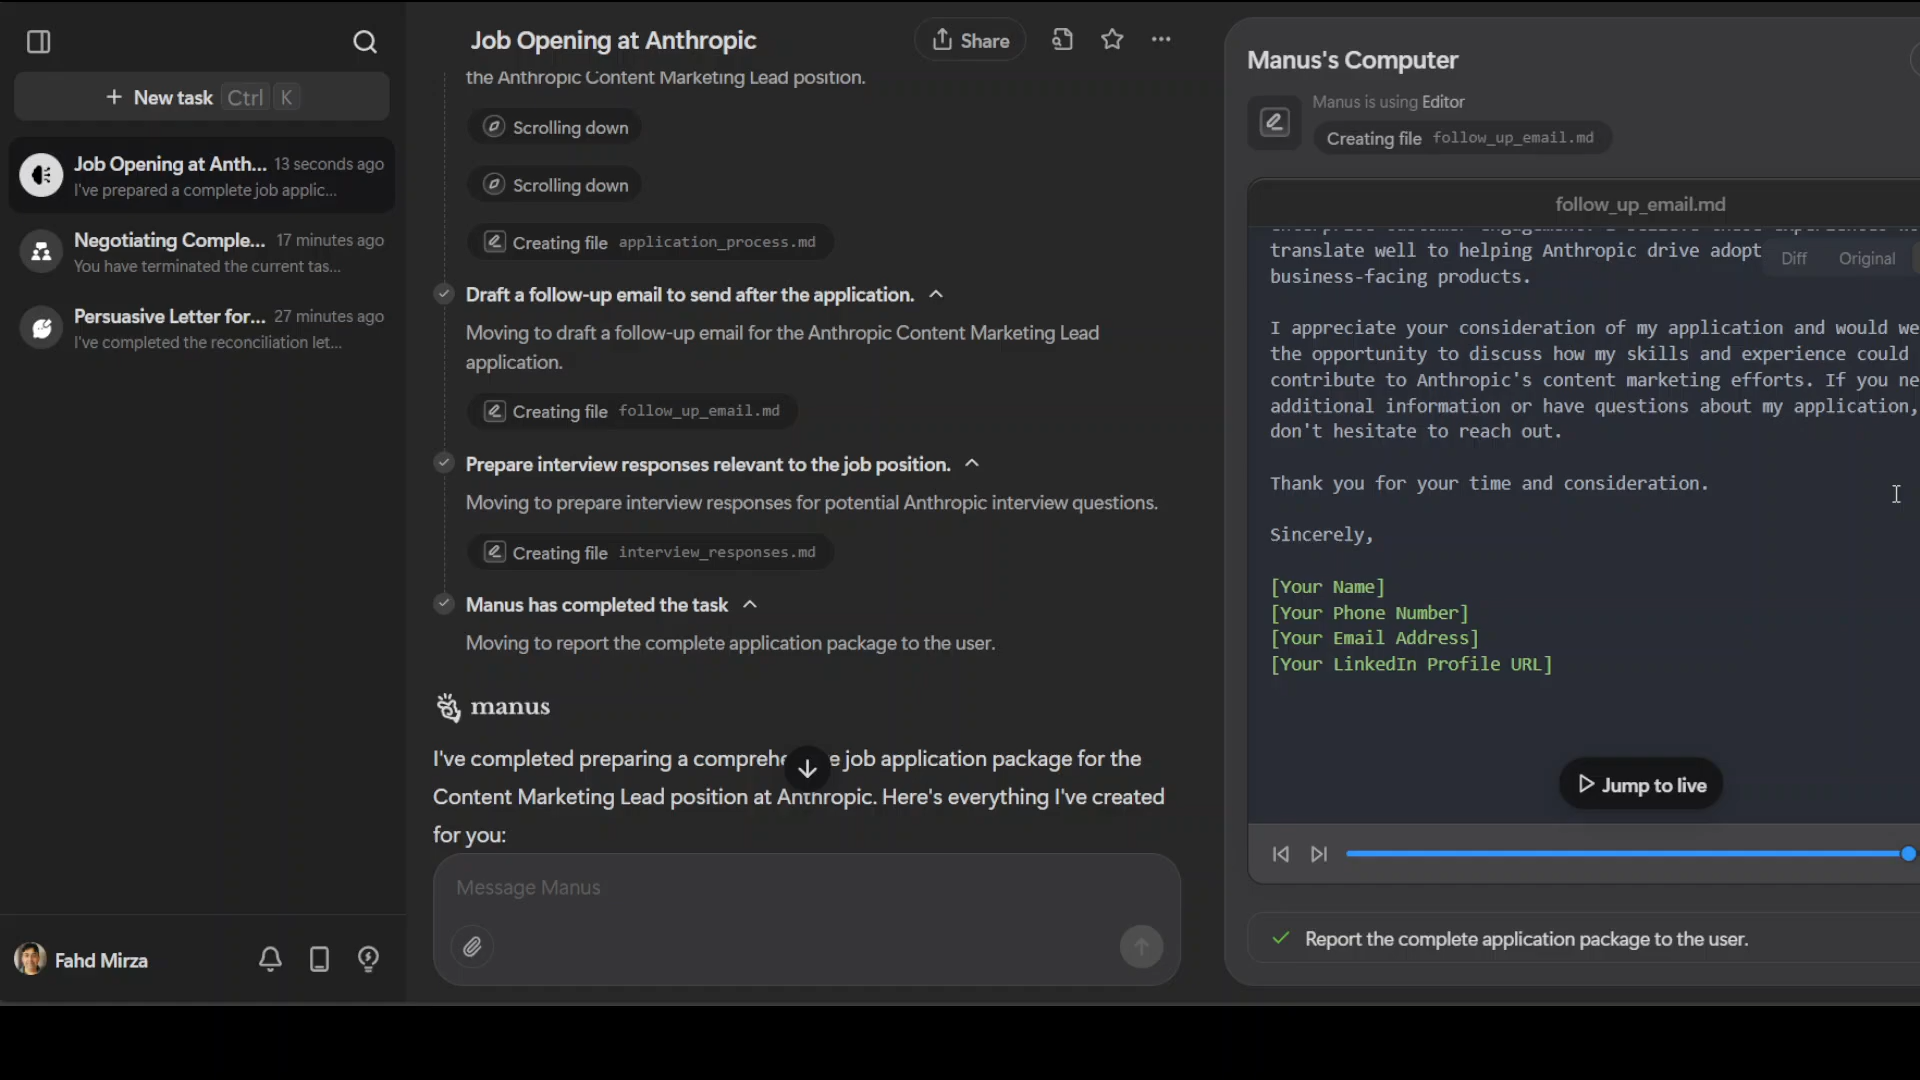 New task Ctrl K
Job Opening at Anth... 13 seconds ago
I've prepared a complete job applic...
Negotiating Comple... 17 minutes ago
You have terminated the current tas...
Persuasive Letter for... 27 minutes ago
I've completed the reconciliation let...
Fahd Mirza
Job Opening at Anthropic
Share
the Anthropic Content Marketing Lead position.
Scrolling down
Scrolling down
Creating file application_process.md
Draft a follow-up email to send after the application.
Moving to draft a follow-up email for the Anthropic Content Marketing Lead
application.
Creating file follow_up_email.md
Prepare interview responses relevant to the job position.
Moving to prepare interview responses for potential Anthropic interview questions.
Creating file interview_responses.md
Manus has completed the task
Moving to report the complete application package to the user.
manus
I've completed preparing a job application package for the
Content Marketing Lead position at Anthropic. Here's everything I've created
for you:
Message Manus
Manus's Computer
Manus is using Editor
Creating file follow_up_email.md
follow_up_email.md
Diff Original
translate well to helping Anthropic drive adopt
business-facing products.
I appreciate your consideration of my application and would we
the opportunity to discuss how my skills and experience could
contribute to Anthropic's content marketing efforts. If you ne
additional information or have questions about my application,
don't hesitate to reach out.
Thank you for your time and consideration.
Sincerely,
[Your Name]
[Your Phone Number]
[Your Email Address]
[Your LinkedIn Profile URL]
Jump to live
Report the complete application package to the user.